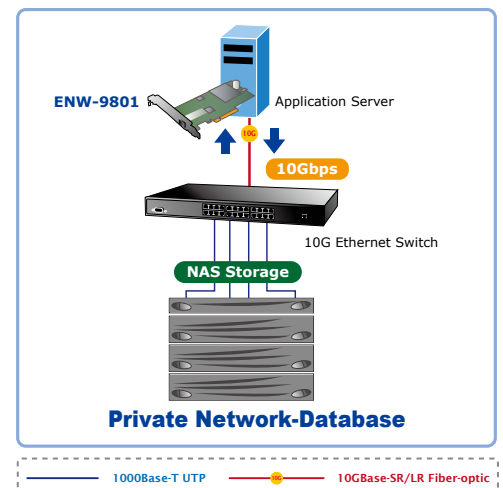 ENW-9801
Application Server
10G
10Gbps
10G Ethernet Switch
NAS Storage
Private Network-Database
1000Base-T UTP
10G
10GBase-SR/LR Fiber-optic